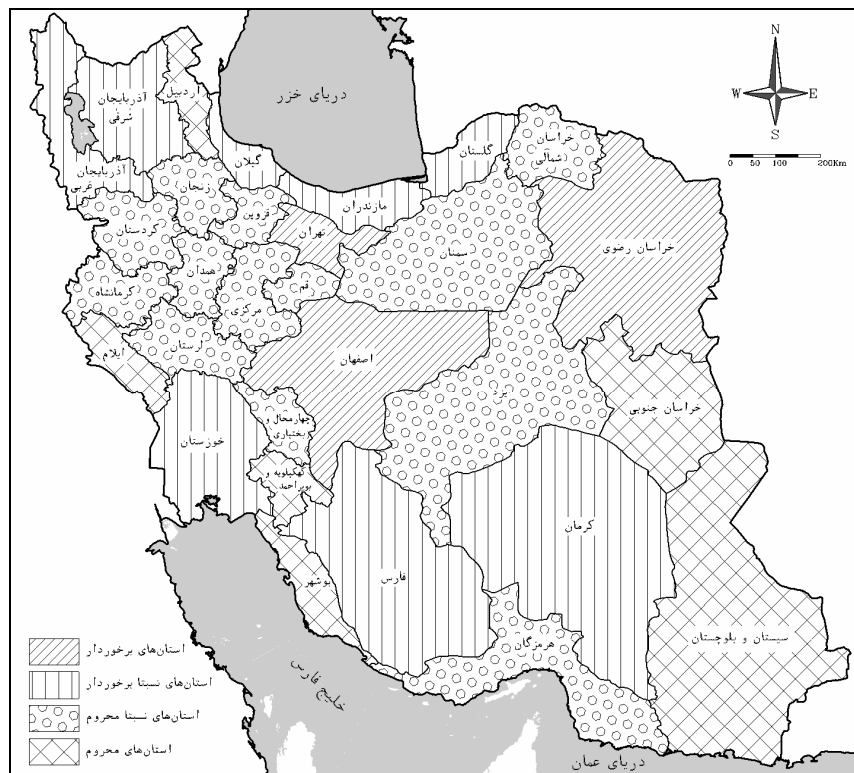 N
W E
S
0 50 100 200Km
دریای خزر
اردبیل
آذربایجان
شرقی
آذربایجان
غربی
گیلان
گلستان
خراسان
شمالی
زنجان
مازندران
قزوین
تهران
کردستان
سمنان
خراسان رضوی
همدان
قم
کرمانشاه
مرکزی
لرستان
ایلام
اصفهان
یزد
خراسان جنوبی
چهارمحال و
بختیاری
خوزستان
کهگیلویه و
بویراحمد
کرمان
فارس
بوشهر
سیستان و بلوچستان
هرمزگان
خلیج فارس
دریای عمان
استان‌های برخوردار
استان‌های نسبتا برخوردار
استان‌های نسبتا محروم
استان‌های محروم